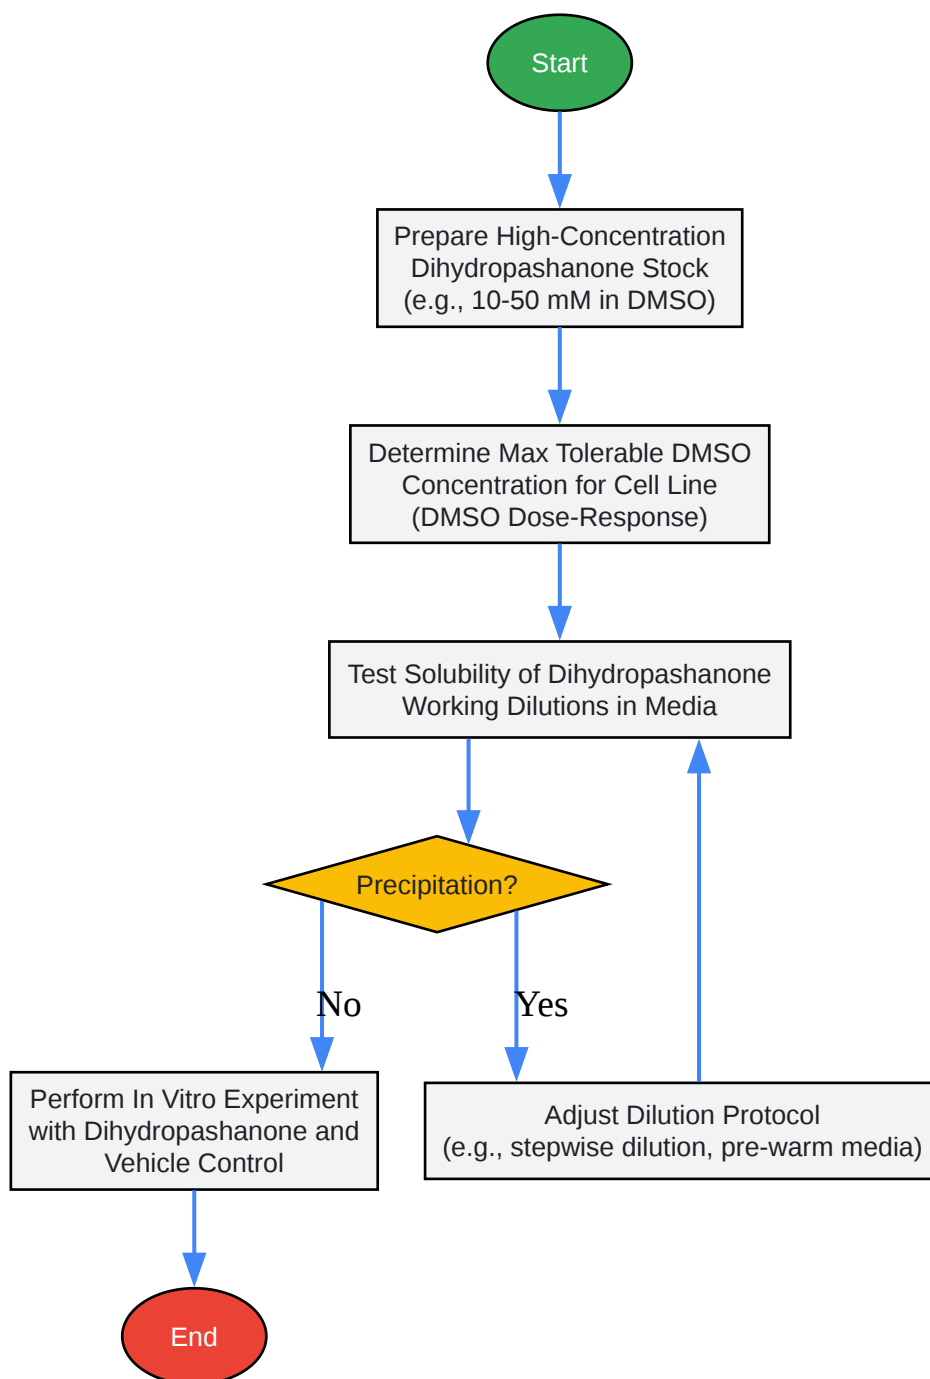 Start
Prepare High-Concentration
Dihydropashanone Stock
(e.g., 10-50 mM in DMSO)
Determine Max Tolerable DMSO
Concentration for Cell Line
(DMSO Dose-Response)
Test Solubility of Dihydropashanone
Working Dilutions in Media
Precipitation?
No
Yes
Perform In Vitro Experiment
with Dihydropashanone and
Vehicle Control
Adjust Dilution Protocol
(e.g., stepwise dilution, pre-warm media)
End